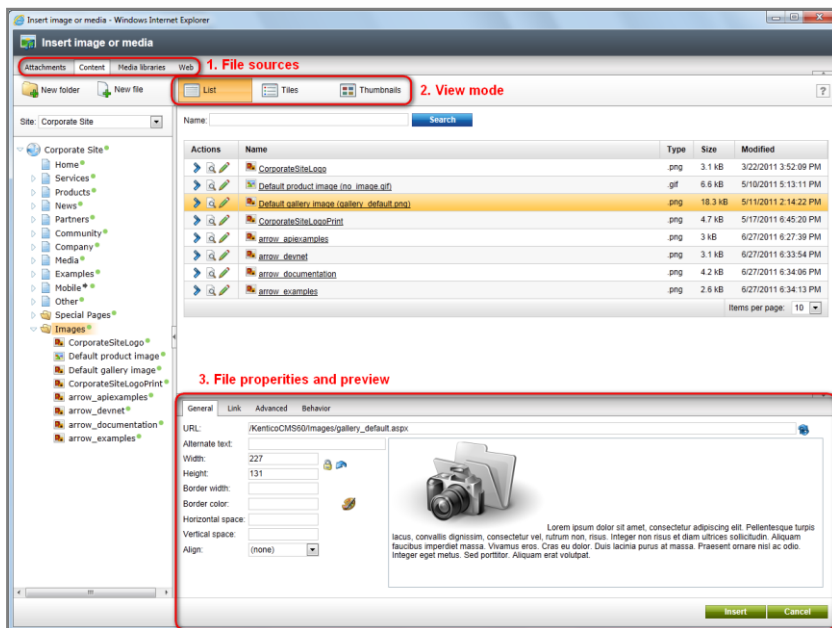 Insert image or media - Windows Internet Explorer
Insert image or media
Attachments Content Media libraries Web 1. File sources
New folder New file List Tiles Thumbnails 2. View mode ?
Site: Corporate Site Name: Search
Corporate Site
Home
Services
Products
News
Partners
Community
Company
Media
Examples
Mobile
Other
Special Pages
Images
CorporateSiteLogo
Default product image
Default gallery image
CorporateSiteLogoPrint
arrow_apiexamples
arrow_devnet
arrow_documentation
arrow_examples
Actions Name Type Size Modified
CorporateSiteLogo .png 3.1 kB 3/22/2011 3:52:09 PM
Default product image (no_image.gif) .gif 6.6 kB 5/10/2011 5:13:11 PM
Default gallery image (gallery_default.png) .png 18.3 kB 5/11/2011 2:14:22 PM
CorporateSiteLogoPrint .png 4.7 kB 5/17/2011 6:45:20 PM
arrow_apiexamples .png 3 kB 6/27/2011 6:27:39 PM
arrow_devnet .png 3.1 kB 6/27/2011 6:33:54 PM
arrow_documentation .png 4.2 kB 6/27/2011 6:34:06 PM
arrow_examples .png 2.6 kB 6/27/2011 6:34:13 PM
Items per page: 10
3. File properities and preview
General Link Advanced Behavior
URL: /KenticoCMS60/Images/gallery_default.aspx
Alternate text:
Width: 227
Height: 131
Border width:
Border color:
Horizontal space:
Vertical space:
Align: (none)
Lorem ipsum dolor sit amet, consectetur adipiscing elit. Pellentesque turpis
lacus, convallis dignissim, consectetur vel, rutrum non, risus. Integer non risus et diam ultrices sollicitudin. Aliquam
faucibus imperdiet massa. Vivamus eros. Cras eu dolor. Duis lacinia purus at massa. Praesent ornare nisl ac odio.
Integer eget metus. Sed porttitor. Aliquam erat volutpat.
Insert Cancel